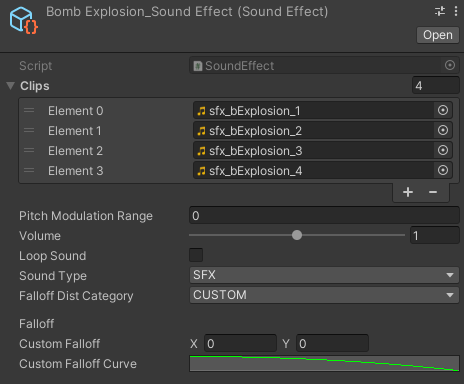 Bomb Explosion_Sound Effect (Sound Effect)
Open
Script SoundEffect
Clips 4
Element 0 sfx_bExplosion_1
Element 1 sfx_bExplosion_2
Element 2 sfx_bExplosion_3
Element 3 sfx_bExplosion_4
+ −
Pitch Modulation Range 0
Volume 1
Loop Sound
Sound Type SFX
Falloff Dist Category CUSTOM
Falloff
Custom Falloff X 0 Y 0
Custom Falloff Curve